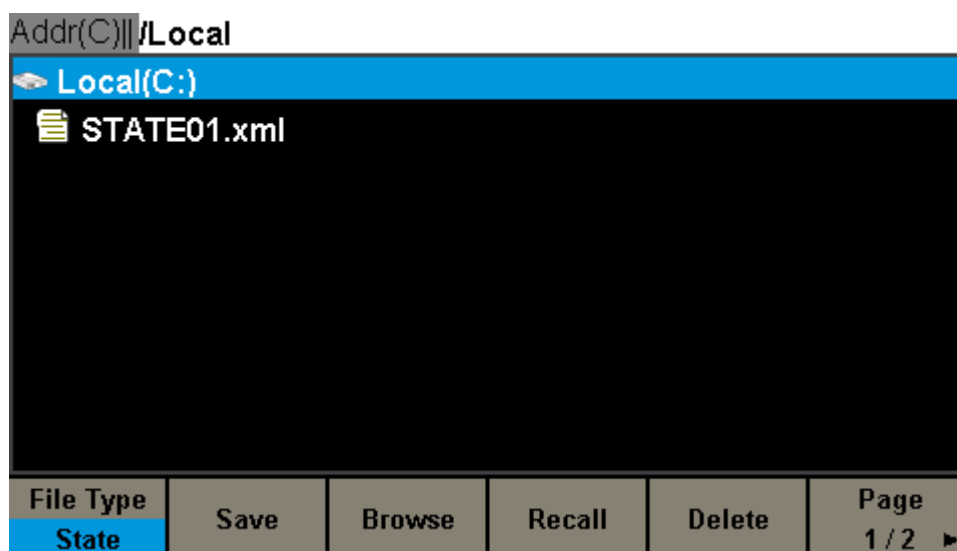 Addr(C)|| /Local
Local(C:)
STATE01.xml
File Type
State
Save
Browse
Recall
Delete
Page
1 / 2